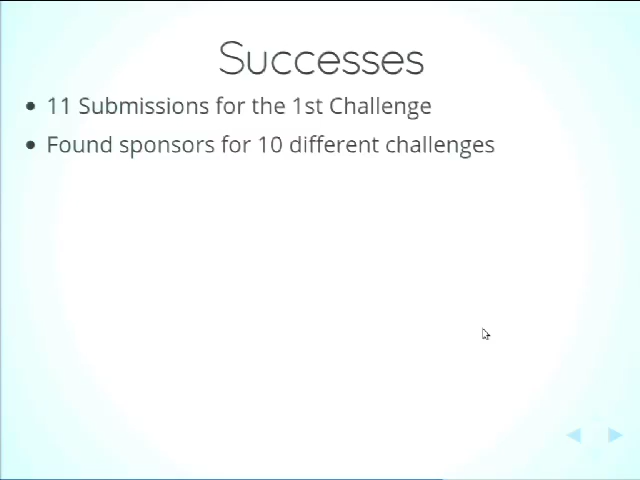 Successes
• 11 Submissions for the 1st Challenge
• Found sponsors for 10 different challenges